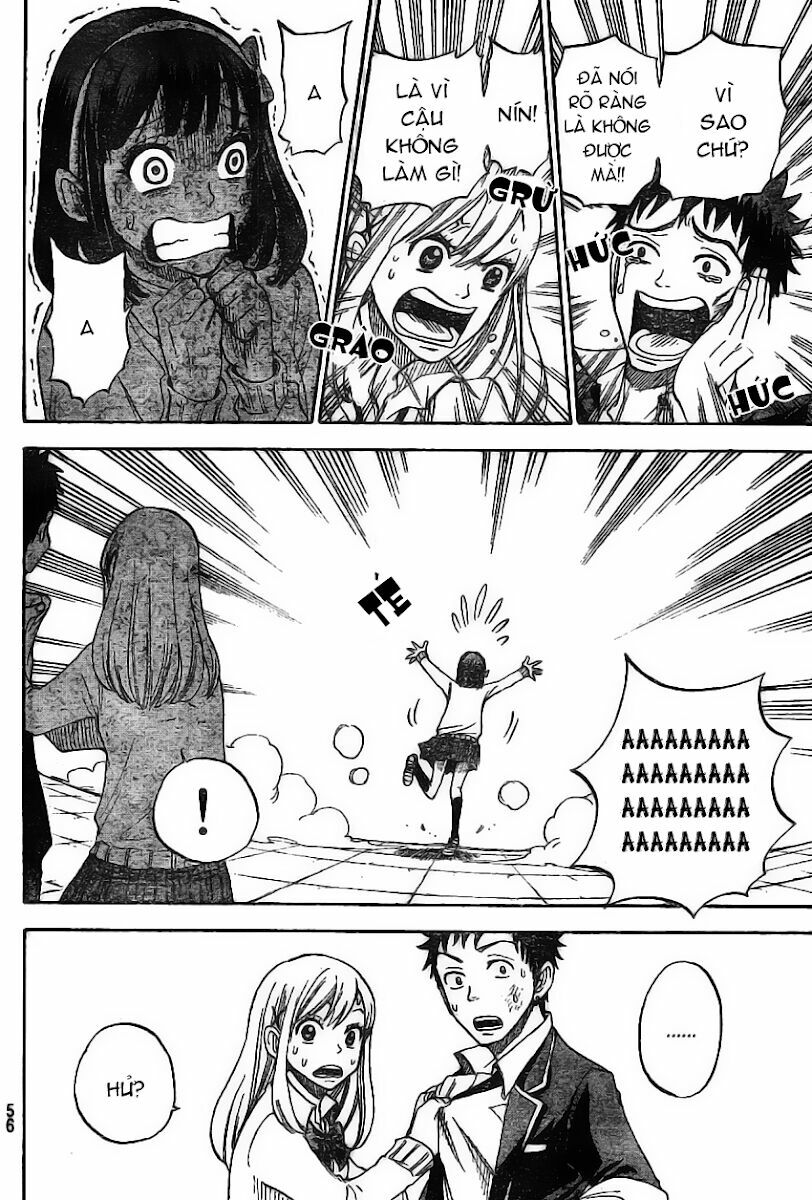 VÌ
SAO
CHỨ?
ĐÃ NÓI
RÕ RÀNG
LÀ KHÔNG
ĐƯỢC
MÀ!!
HỨC
HỨC
NÍN!
LÀ VÌ
CẬU
KHÔNG
LÀM GÌ!
GRỪ
GRÀO
A
A
TÉ
!
AAAAAAAAA
AAAAAAAAA
AAAAAAAAA
AAAAAAAAA
......
HỬ?
56